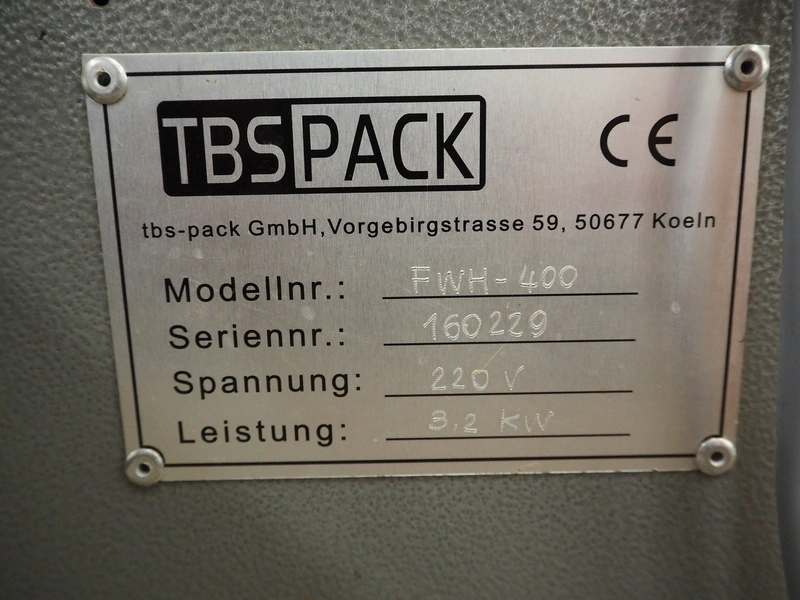 TBSPACK CE
tbs-pack GmbH,Vorgebirgstrasse 59, 50677 Koeln
Modellnr.: FWH-400
Seriennr.: 160229
Spannung: 220 V
Leistung: 3,2 KW